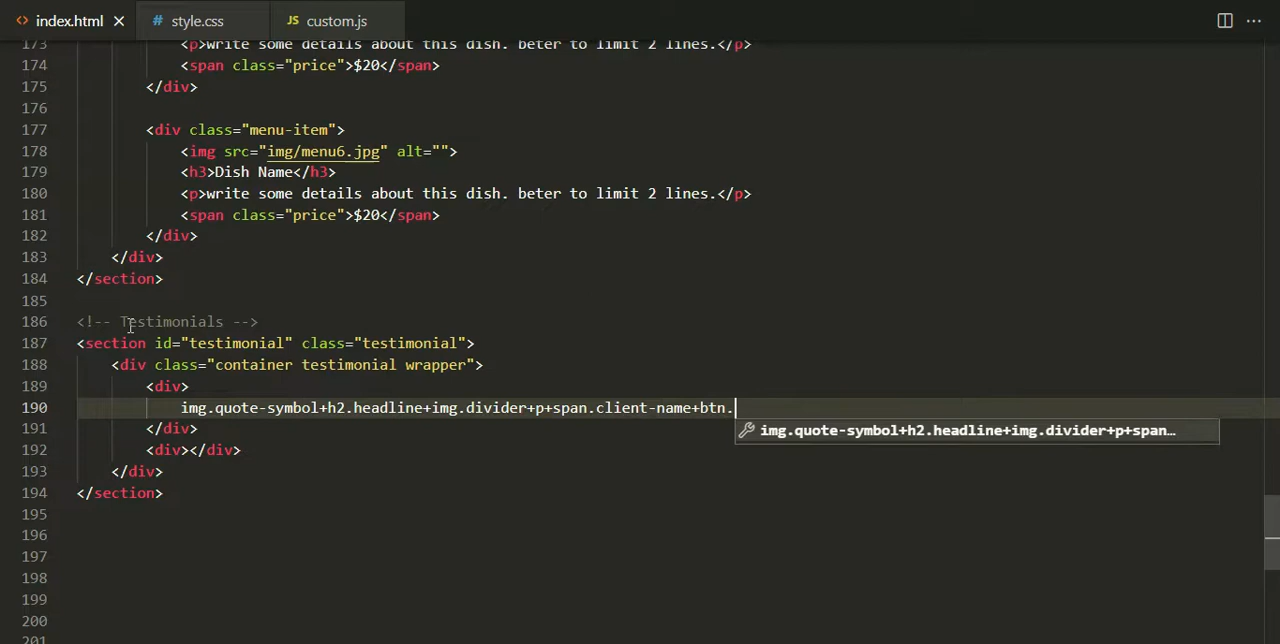 <> index.html ×
# style.css
JS custom.js
173 <p>write some details about this dish. beter to limit 2 lines.</p>
174 <span class="price">$20</span>
175 </div>
176
177 <div class="menu-item">
178 <img src="img/menu6.jpg" alt="">
179 <h3>Dish Name</h3>
180 <p>write some details about this dish. beter to limit 2 lines.</p>
181 <span class="price">$20</span>
182 </div>
183 </div>
184 </section>
185
186 <!-- Testimonials -->
187 <section id="testimonial" class="testimonial">
188 <div class="container testimonial wrapper">
189 <div>
190 img.quote-symbol+h2.headline+img.divider+p+span.client-name+btn.
img.quote-symbol+h2.headline+img.divider+p+span…
191 </div>
192 <div></div>
193 </div>
194 </section>
195
196
197
198
199
200
201